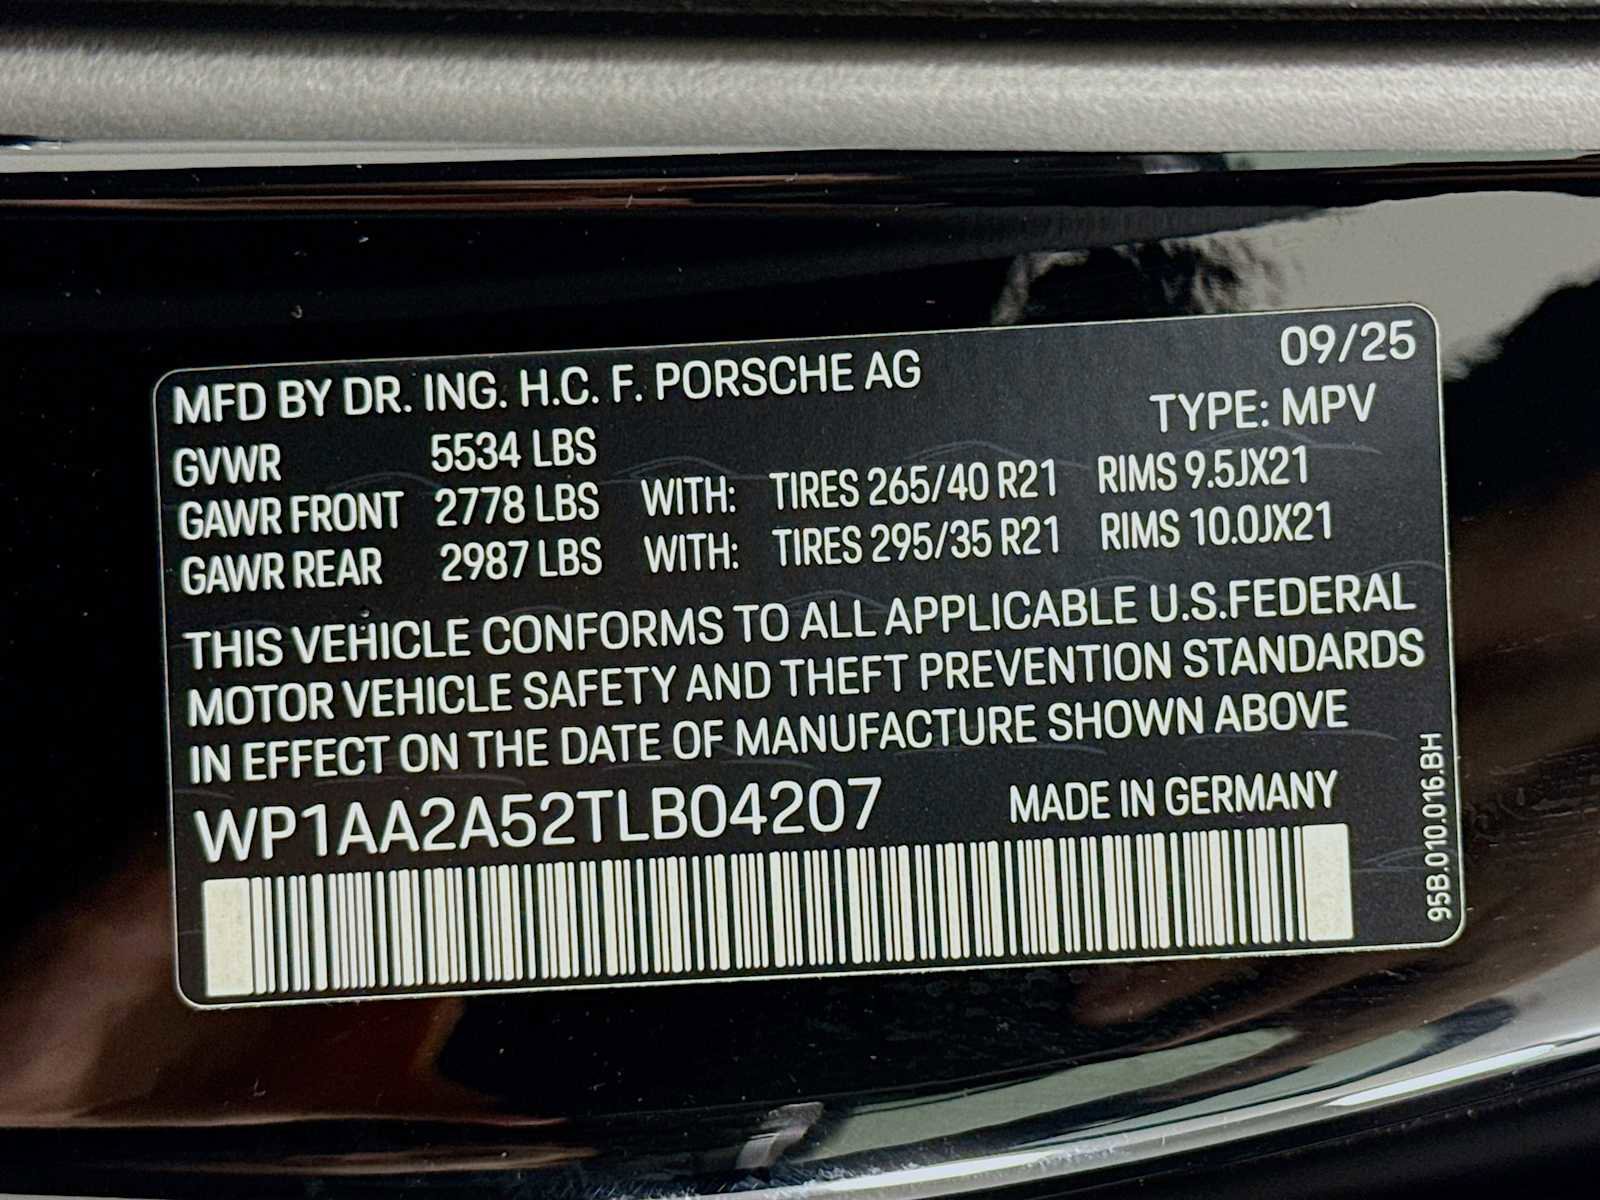 MFD BY DR. ING. H.C. F. PORSCHE AG 09/25
GVWR 5534 LBS TYPE: MPV
GAWR FRONT 2778 LBS WITH: TIRES 265/40 R21 RIMS 9.5JX21
GAWR REAR 2987 LBS WITH: TIRES 295/35 R21 RIMS 10.0JX21
THIS VEHICLE CONFORMS TO ALL APPLICABLE U.S.FEDERAL
MOTOR VEHICLE SAFETY AND THEFT PREVENTION STANDARDS
IN EFFECT ON THE DATE OF MANUFACTURE SHOWN ABOVE
WP1AA2A52TLB04207 MADE IN GERMANY
95B.010.016.BH